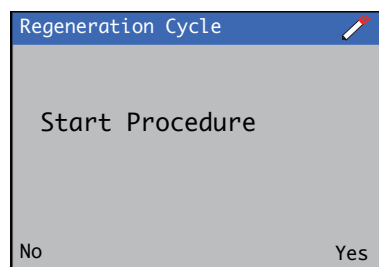 Regeneration Cycle
Start Procedure
No Yes